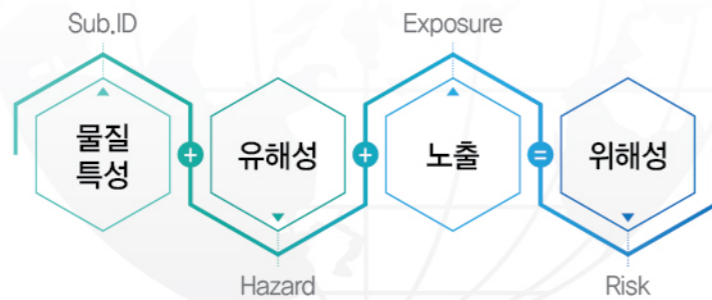 Sub.ID
Exposure
물질
특성
+
유해성
+
노출
=
위해성
Hazard
Risk